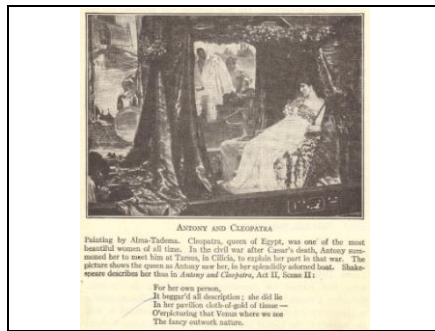 ANTONY AND CLEOPATRA
Painting by Alma-Tadema. Cleopatra, queen of Egypt, was one of the most
beautiful women of all time. In the civil war after Cæsar's death, Antony sum-
moned her to meet him at Tarsus, in Cilicia, to explain her part in that war. The
picture shows the queen as Antony saw her, in her splendidly adorned boat. Shake-
speare describes her thus in Antony and Cleopatra, Act II, Scene II:
For her own person,
It beggar'd all description; she did lie
In her pavilion cloth-of-gold of tissue —
O'erpicturing that Venus where we see
The fancy outwork nature.